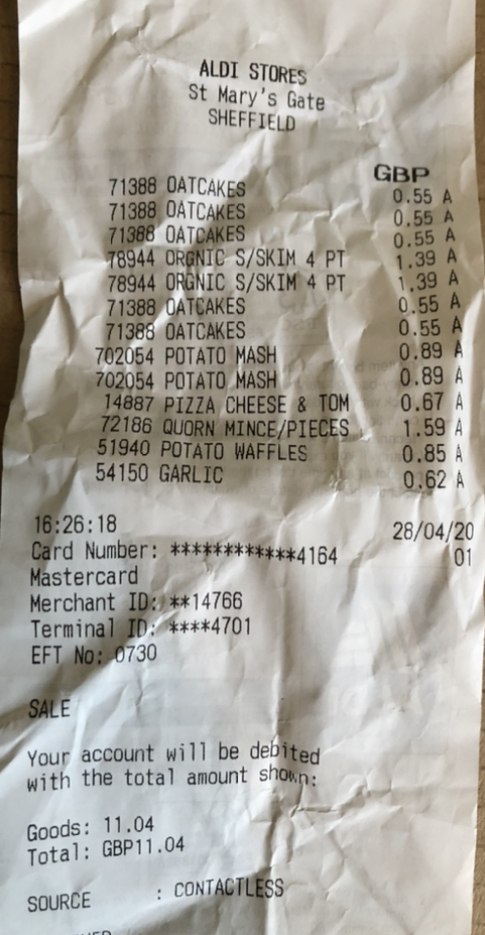 ALDI STORES
St Mary's Gate
SHEFFIELD
GBP
71388 OATCAKES 0.55 A
71388 OATCAKES 0.55 A
71388 OATCAKES 0.55 A
78944 ORGNIC S/SKIM 4 PT 1.39 A
78944 ORGNIC S/SKIM 4 PT 1.39 A
71388 OATCAKES 0.55 A
71388 OATCAKES 0.55 A
702054 POTATO MASH 0.89 A
702054 POTATO MASH 0.89 A
14887 PIZZA CHEESE & TOM 0.67 A
72186 QUORN MINCE/PIECES 1.59 A
51940 POTATO WAFFLES 0.85 A
54150 GARLIC 0.62 A
16:26:18 28/04/20
Card Number: ************4164 01
Mastercard
Merchant ID: **14766
Terminal ID: ****4701
EFT No: 0730
SALE
Your account will be debited
with the total amount shown:
Goods: 11.04
Total: GBP11.04
SOURCE : CONTACTLESS